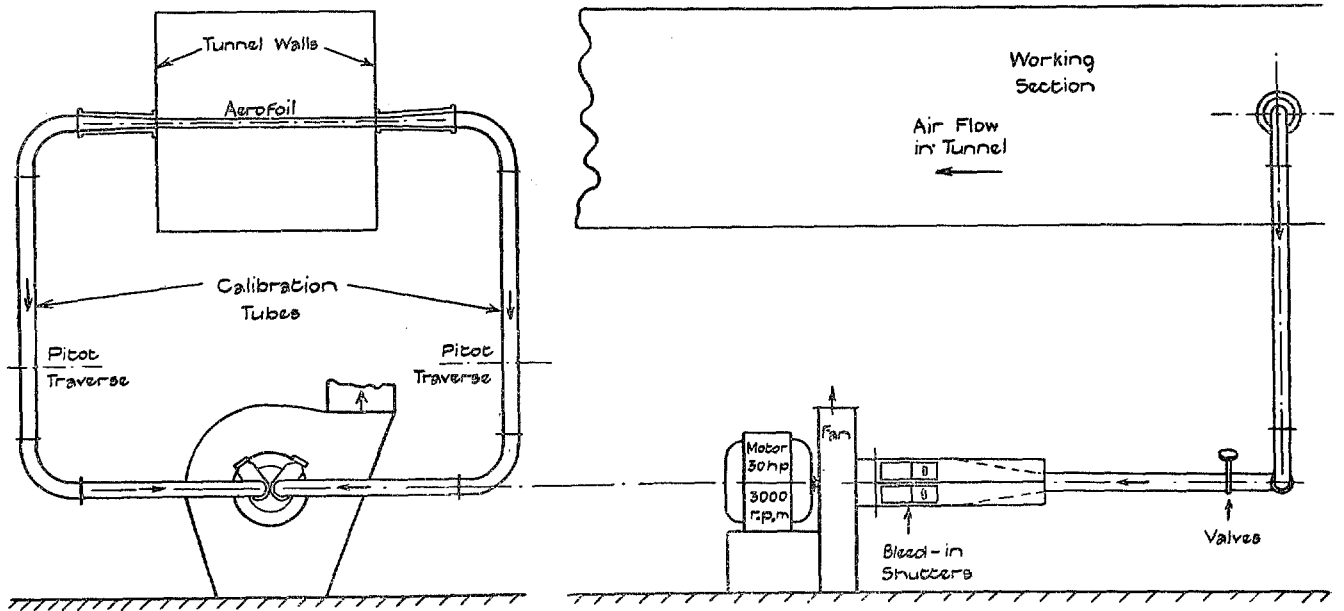 Tunnel Walls
Aerofoil
Calibration
Tubes
Pitot
Traverse
Pitot
Traverse
Working
Section
Air Flow
in Tunnel
Fan
Motor
30 hp
3000
r.p.m
Bleed-in
Shutters
Valves